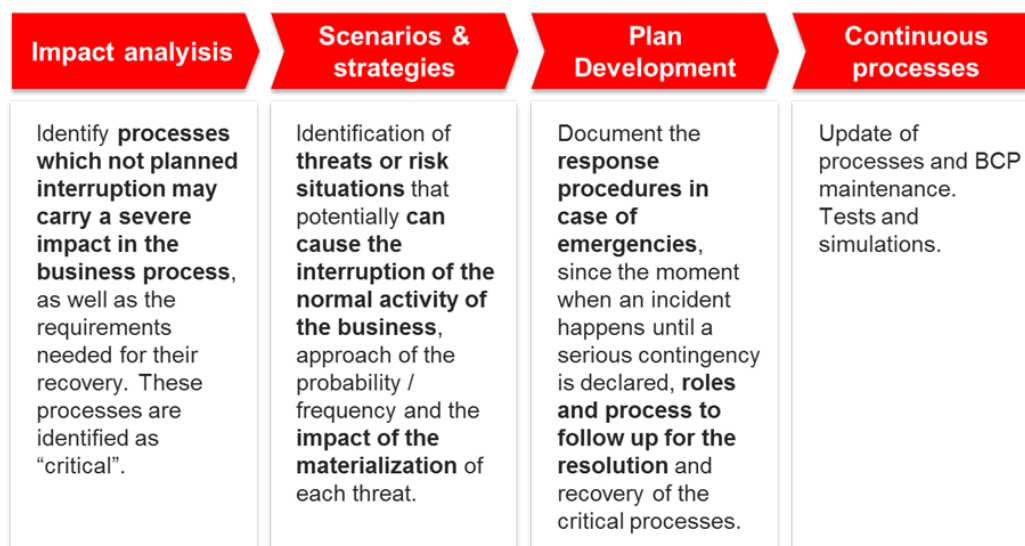 Impact analyisis
Scenarios &
strategies
Plan
Development
Continuous
processes
Identify processes
which not planned
interruption may
carry a severe
impact in the
business process,
as well as the
requirements
needed for their
recovery. These
processes are
identified as
“critical”.
Identification of
threats or risk
situations that
potentially can
cause the
interruption of the
normal activity of
the business,
approach of the
probability /
frequency and the
impact of the
materialization of
each threat.
Document the
response
procedures in
case of
emergencies,
since the moment
when an incident
happens until a
serious contingency
is declared, roles
and process to
follow up for the
resolution and
recovery of the
critical processes.
Update of
processes and BCP
maintenance.
Tests and
simulations.